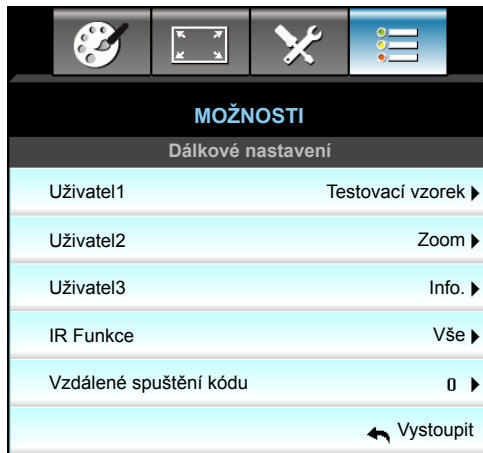 MOŽNOSTI
Dálkové nastavení
Uživatel1 Testovací vzorek
Uživatel2 Zoom
Uživatel3 Info.
IR Funkce Vše
Vzdálené spuštění kódu 0
Vystoupit